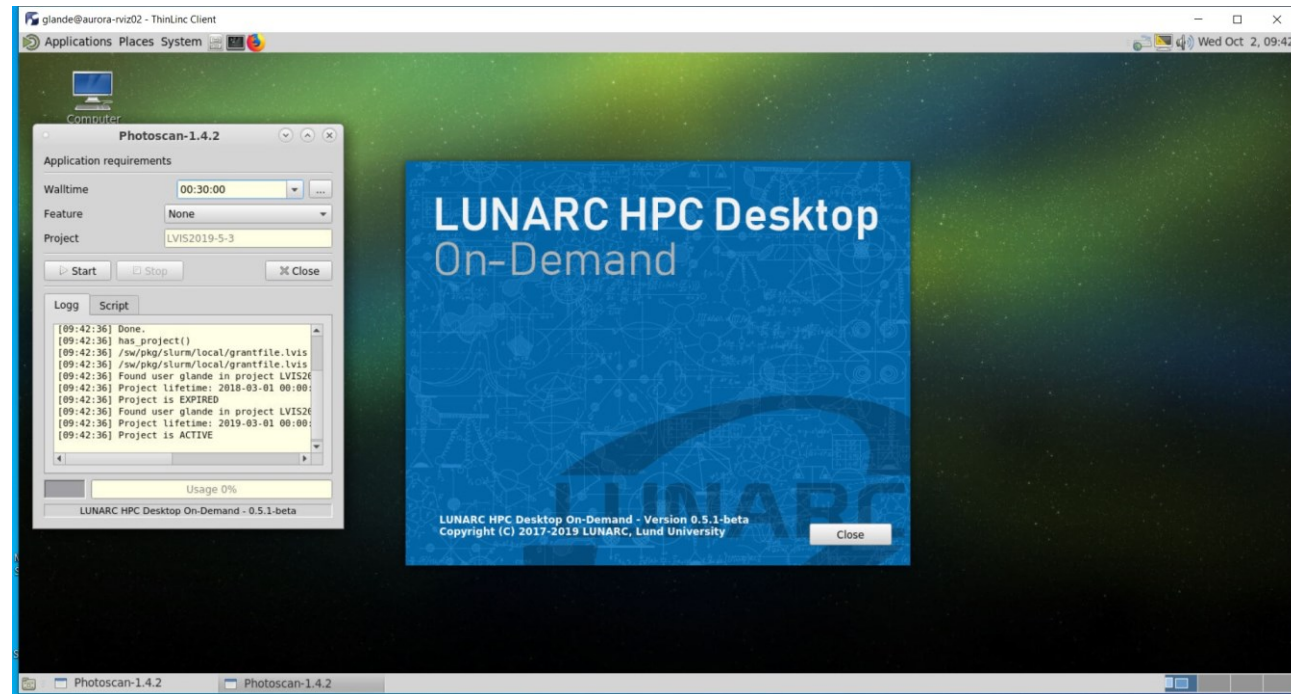 glande@aurora-rviz02 - ThinLinc Client
Applications Places System
Wed Oct 2, 09:42
Computer
Photoscan-1.4.2
Application requirements
Walltime 00:30:00 ...
Feature None
Project LVIS2019-5-3
Start Stop Close
Logg Script
[09:42:36] Done.
[09:42:36] has_project()
[09:42:36] /sw/pkg/slurm/local/grantfile.lvis
[09:42:36] /sw/pkg/slurm/local/grantfile.lvis
[09:42:36] Found user glande in project LVIS20
[09:42:36] Project lifetime: 2018-03-01 00:00:
[09:42:36] Project is EXPIRED
[09:42:36] Found user glande in project LVIS20
[09:42:36] Project lifetime: 2019-03-01 00:00:
[09:42:36] Project is ACTIVE
Usage 0%
LUNARC HPC Desktop On-Demand - 0.5.1-beta
LUNARC HPC Desktop
On-Demand
LUNARC
LUNARC HPC Desktop On-Demand - Version 0.5.1-beta
Copyright (C) 2017-2019 LUNARC, Lund University
Close
Photoscan-1.4.2
Photoscan-1.4.2